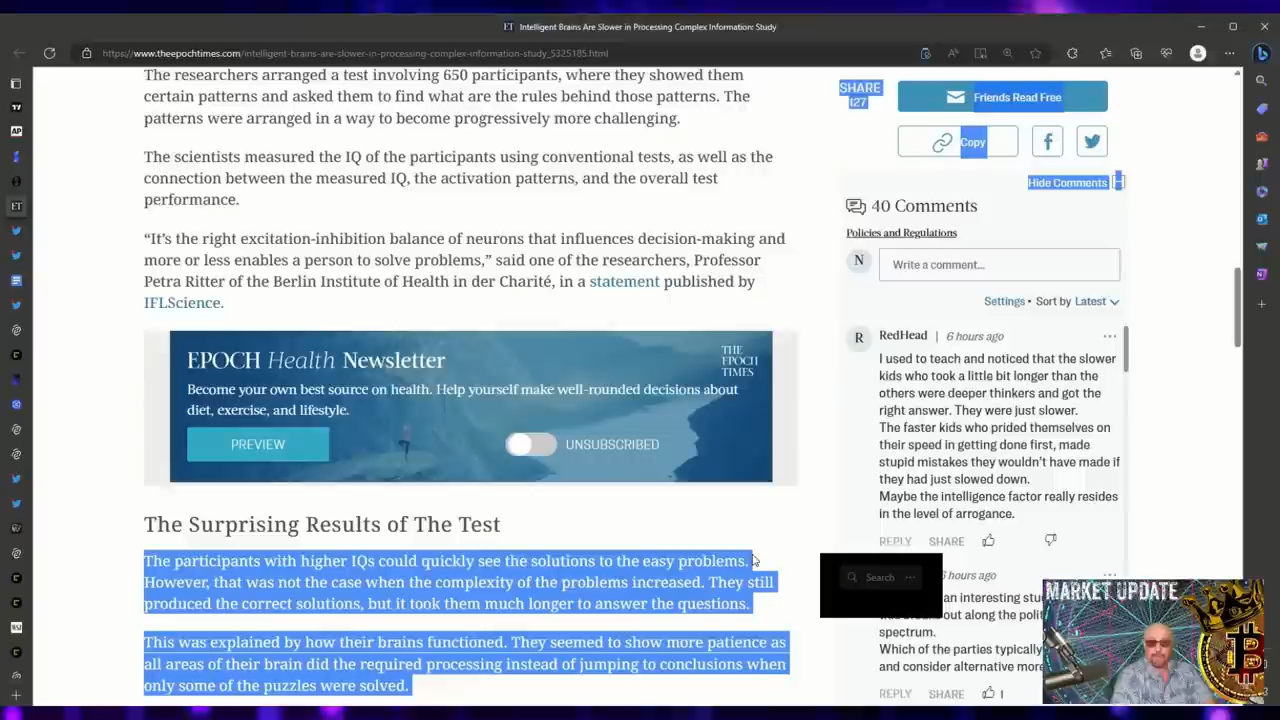 Intelligent Brains Are Slower in Processing Complex Information: Study
https://www.theepochtimes.com/intelligent-brains-are-slower-in-processing-complex-information-study_5325185.html
The researchers arranged a test involving 650 participants, where they showed them
certain patterns and asked them to find what are the rules behind those patterns. The
patterns were arranged in a way to become progressively more challenging.
The scientists measured the IQ of the participants using conventional tests, as well as the
connection between the measured IQ, the activation patterns, and the overall test
performance.
“It’s the right excitation-inhibition balance of neurons that influences decision-making and
more or less enables a person to solve problems,” said one of the researchers, Professor
Petra Ritter of the Berlin Institute of Health in der Charité, in a statement published by
IFLScience.
EPOCH Health Newsletter
THE
EPOCH
TIMES
Become your own best source on health. Help yourself make well-rounded decisions about
diet, exercise, and lifestyle.
PREVIEW
UNSUBSCRIBED
The Surprising Results of The Test
The participants with higher IQs could quickly see the solutions to the easy problems.
However, that was not the case when the complexity of the problems increased. They still
produced the correct solutions, but it took them much longer to answer the questions.
This was explained by how their brains functioned. They seemed to show more patience as
all areas of their brain did the required processing instead of jumping to conclusions when
only some of the puzzles were solved.
SHARE
127
Friends Read Free
Copy
Hide Comments
40 Comments
Policies and Regulations
N
Write a comment...
Settings • Sort by Latest
R
RedHead | 6 hours ago
I used to teach and noticed that the slower
kids who took a little bit longer than the
others were deeper thinkers and got the
right answer. They were just slower.
The faster kids who prided themselves on
their speed in getting done first, made
stupid mistakes they wouldn’t have made if
they had just slowed down.
Maybe the intelligence factor really resides
in the level of arrogance.
REPLY SHARE
Search
hours ago
an interesting
out along the
spectrum.
Which of the parties typically
and consider alternative more
REPLY SHARE 1
MARKET UPDATE